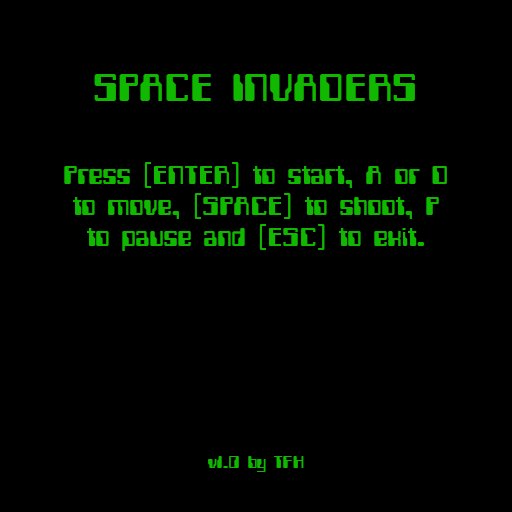 SPACE INVADERS
Press [ENTER] to start, A or D
to move, [SPACE] to shoot, P
to pause and [ESC] to exit.
v1.0 by TFH